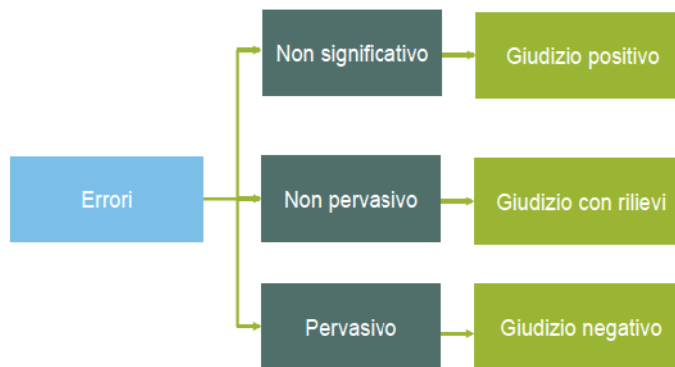 Non significativo
Giudizio positivo
Errori
Non pervasivo
Giudizio con rilievi
Pervasivo
Giudizio negativo